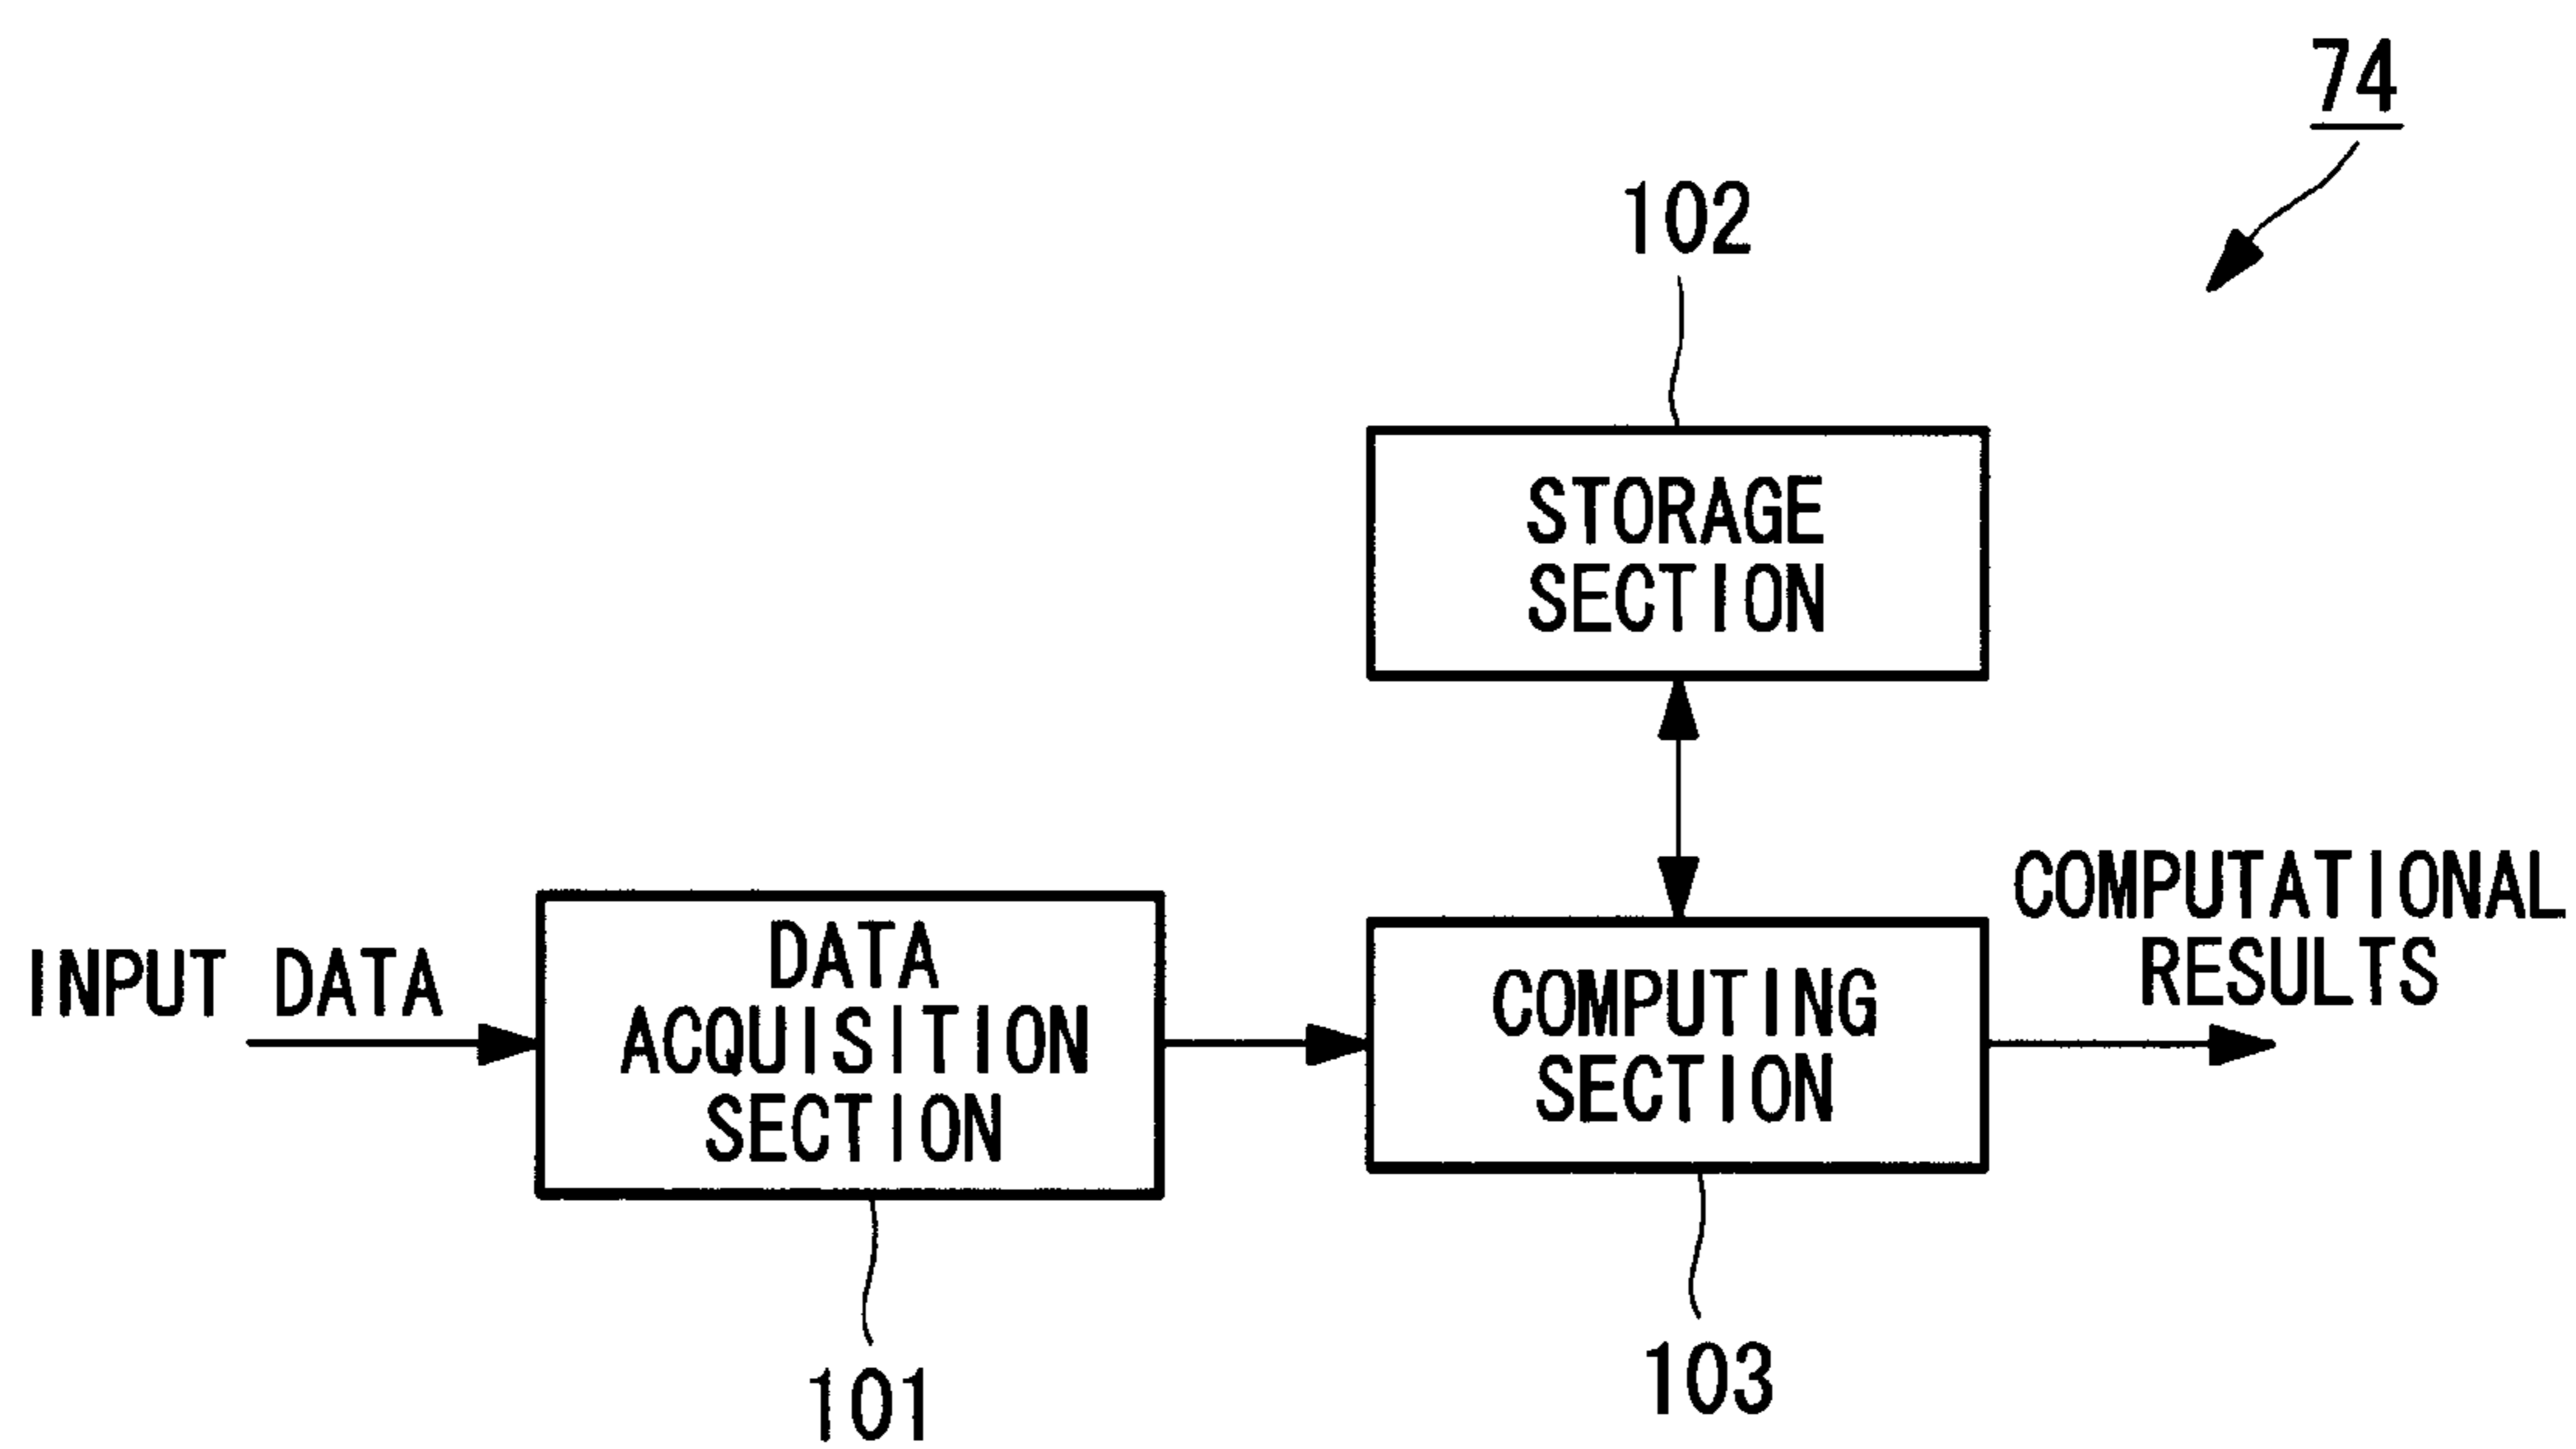 74
102
STORAGE
SECTION
INPUT DATA
DATA
ACQUISITION
SECTION
COMPUTING
SECTION
COMPUTATIONAL
RESULTS
101
103